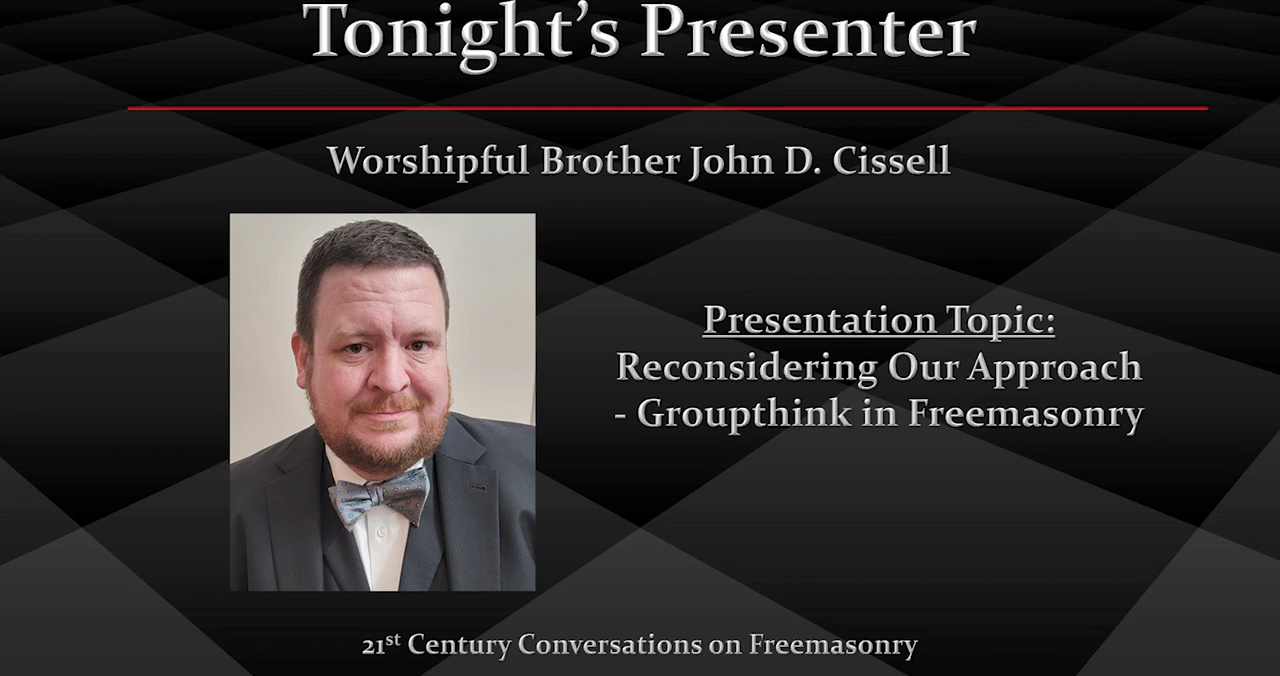 Tonight’s Presenter
Worshipful Brother John D. Cissell
Presentation Topic:
Reconsidering Our Approach
- Groupthink in Freemasonry
21st Century Conversations on Freemasonry